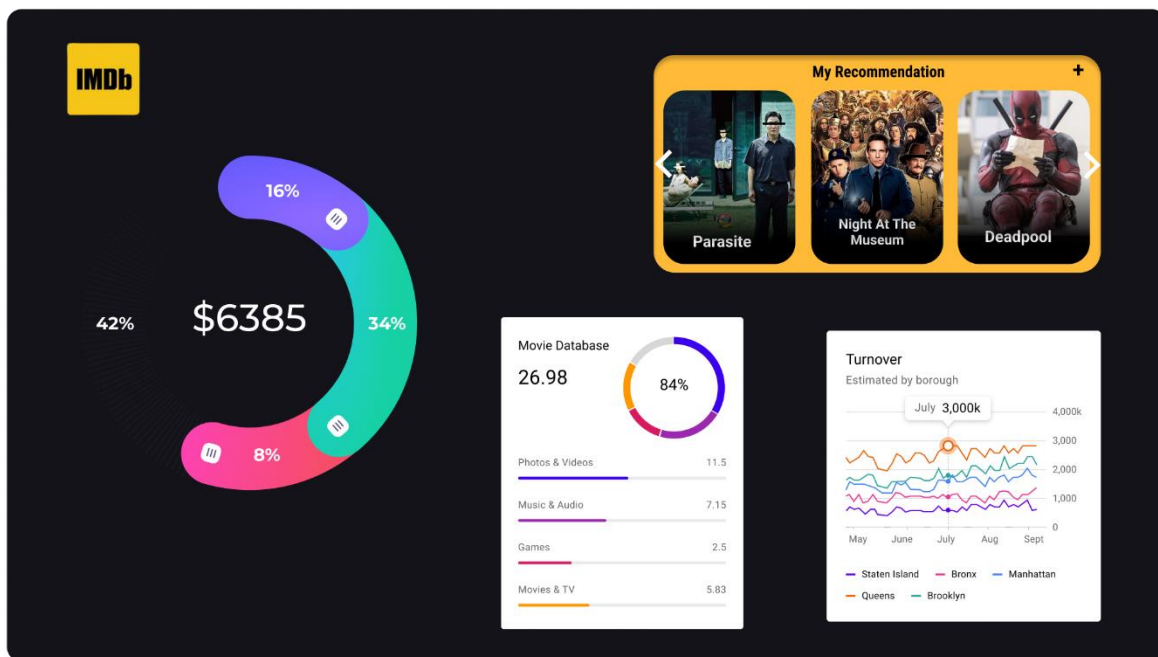 IMDb
My Recommendation +
Parasite
Night At The
Museum
Deadpool
16%
42%
$6385
34%
8%
Movie Database
26.98
84%
Photos & Videos 11.5
Music & Audio 7.15
Games 2.5
Movies & TV 5.83
Turnover
Estimated by borough
July 3,000k
4,000k
3,000
2,000
1,000
0
May June July Aug Sept
Staten Island Bronx Manhattan
Queens Brooklyn